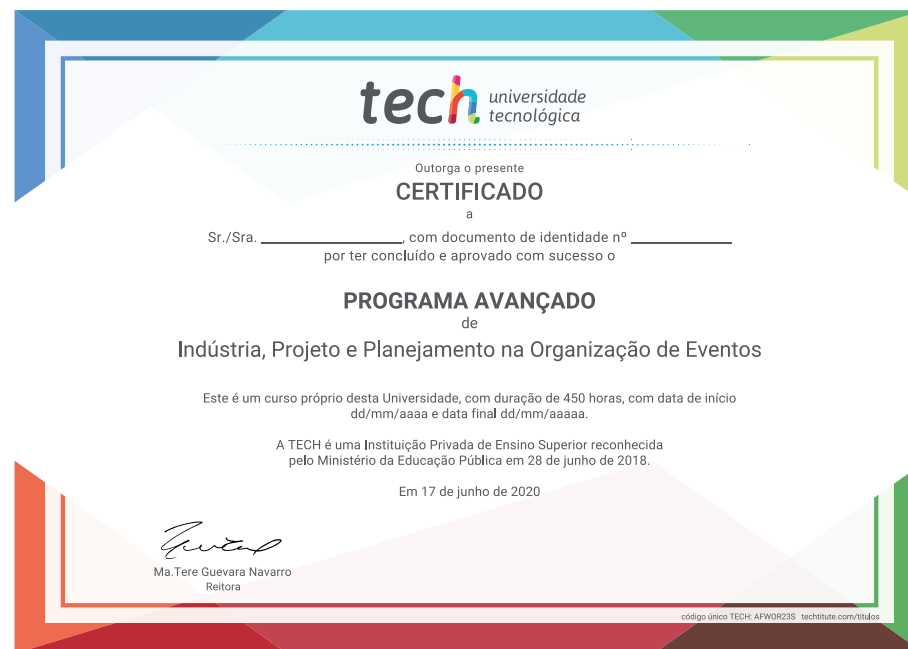 tech universidade
tecnológica
Outorga o presente
CERTIFICADO
a
Sr./Sra. ____________, com documento de identidade nº ____________
por ter concluído e aprovado com sucesso o
PROGRAMA AVANÇADO
de
Indústria, Projeto e Planejamento na Organização de Eventos
Este é um curso próprio desta Universidade, com duração de 450 horas, com data de início
dd/mm/aaaa e data final dd/mm/aaaaa.
A TECH é uma Instituição Privada de Ensino Superior reconhecida
pelo Ministério da Educação Pública em 28 de junho de 2018.
Em 17 de junho de 2020
Ma.Tere Guevara Navarro
Reitora
código único TECH: AFWOR23S techtitute.com/titulos